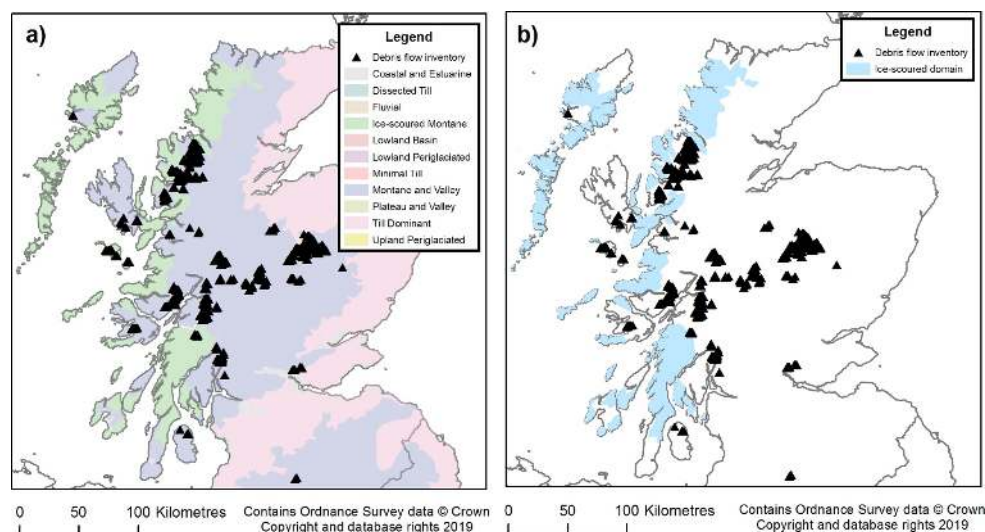 a)
Legend
Debris flow inventory
Coastal and Estuarine
Dissected Till
Fluvial
Ice-scoured Montane
Lowland Basin
Lowland Periglaciated
Minimal Till
Montane and Valley
Plateau and Valley
Till Dominant
Upland Periglaciated
0 50 100 Kilometres
Contains Ordnance Survey data © Crown
Copyright and database rights 2019
b)
Legend
Debris flow inventory
Ice-scoured domain
0 50 100 Kilometres
Contains Ordnance Survey data © Crown
Copyright and database rights 2019